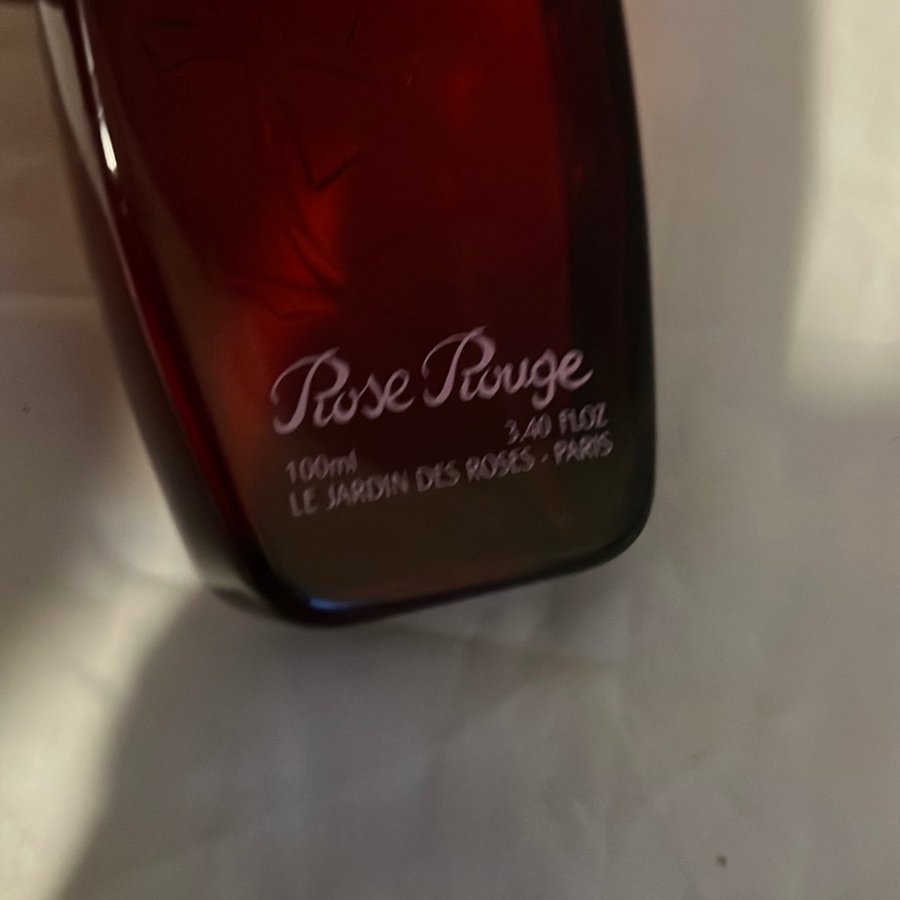 Rose Rouge
100ml 3.40 FLOZ
LE JARDIN DES ROSES - PARIS